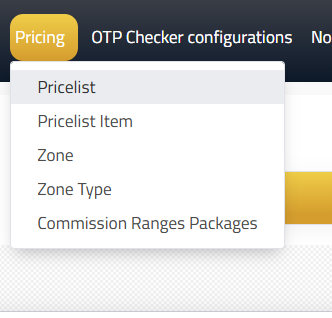 Pricing OTP Checker configurations No
Pricelist
Pricelist Item
Zone
Zone Type
Commission Ranges Packages